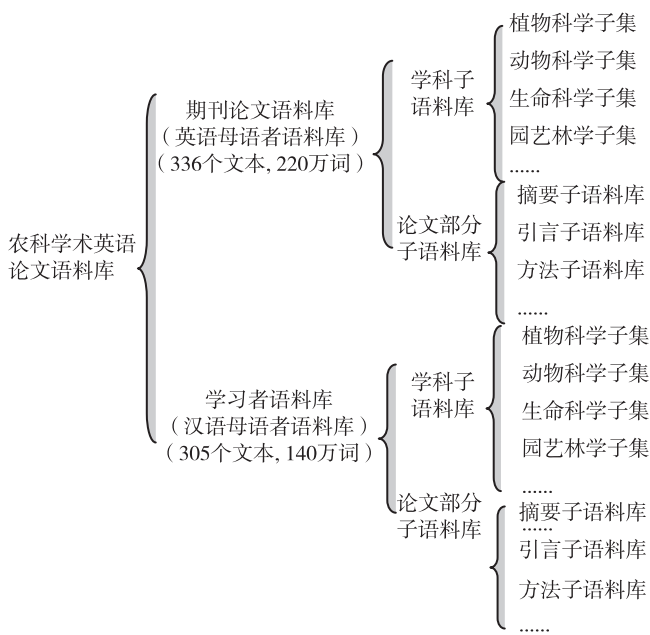 农科学术英语
论文语料库
期刊论文语料库
（英语母语者语料库）
（336个文本, 220万词）
学科子
语料库
植物科学子集
动物科学子集
生命科学子集
园艺林学子集
......
论文部分
子语料库
摘要子语料库
引言子语料库
方法子语料库
......
学习者语料库
（汉语母语者语料库）
（305个文本, 140万词）
学科子
语料库
植物科学子集
动物科学子集
生命科学子集
园艺林学子集
......
论文部分
子语料库
摘要子语料库
......
引言子语料库
方法子语料库
......